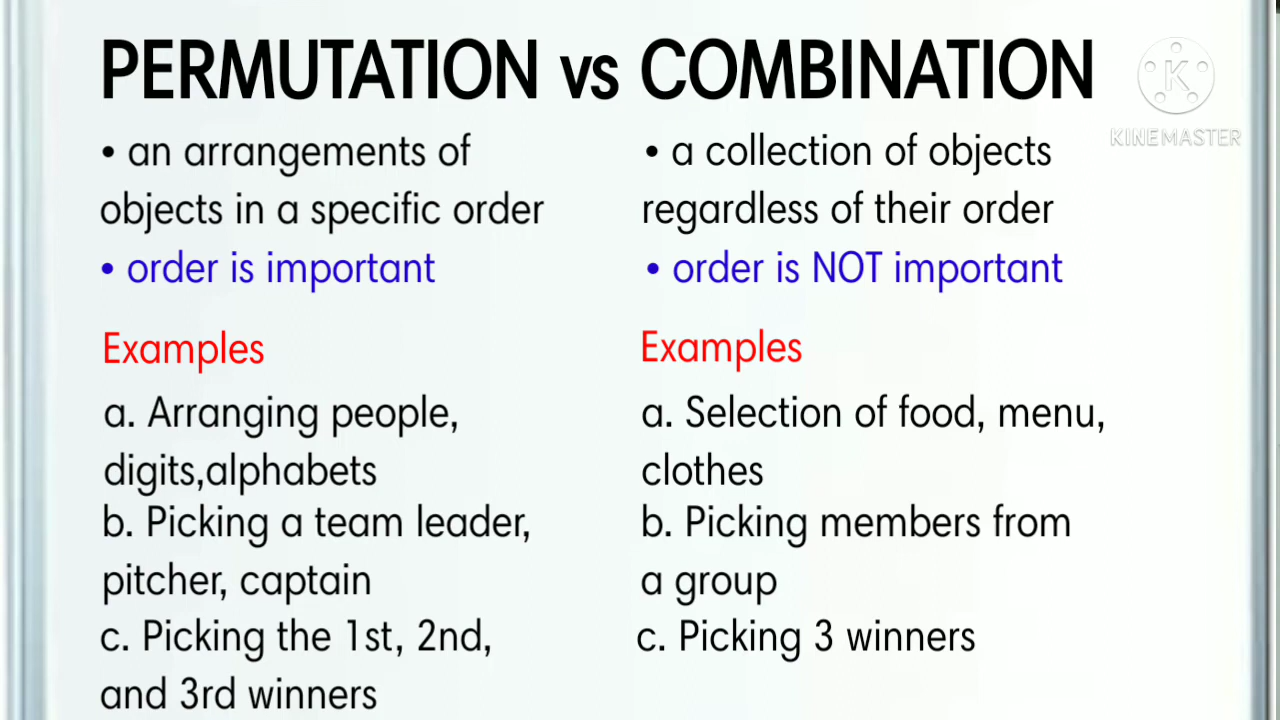 PERMUTATION vs COMBINATION
KINEMASTER
• an arrangements of
objects in a specific order
• order is important
Examples
a. Arranging people,
digits,alphabets
b. Picking a team leader,
pitcher, captain
c. Picking the 1st, 2nd,
and 3rd winners
• a collection of objects
regardless of their order
• order is NOT important
Examples
a. Selection of food, menu,
clothes
b. Picking members from
a group
c. Picking 3 winners